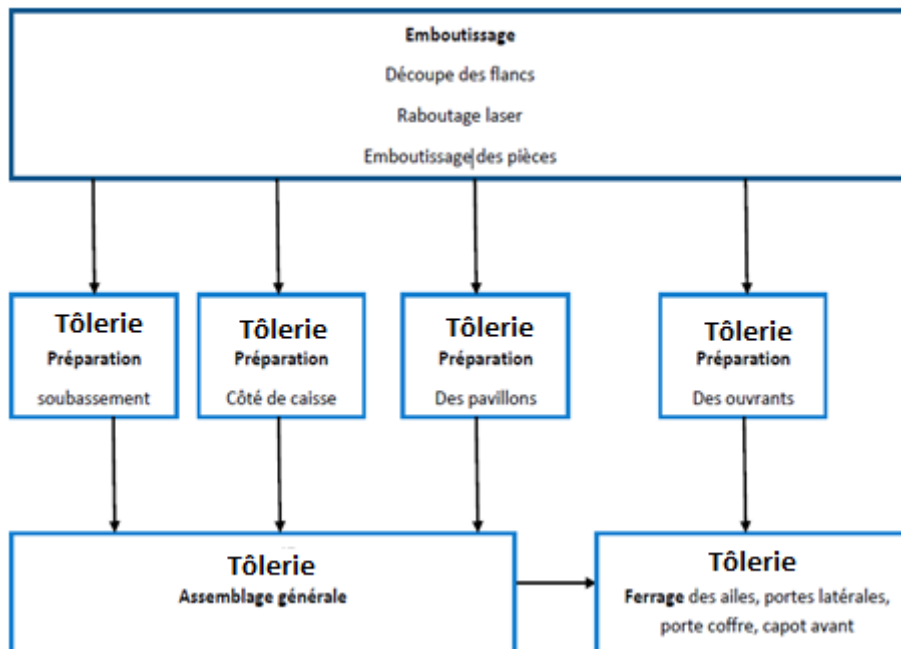 Emboutissage
Découpe des flancs
Raboutage laser
Emboutissage des pièces
Tôlerie
Préparation
soubassement
Tôlerie
Préparation
Côté de caisse
Tôlerie
Préparation
Des pavillons
Tôlerie
Préparation
Des ouvrants
Tôlerie
Assemblage générale
Tôlerie
Ferrage des ailes, portes latérales,
porte coffre, capot avant